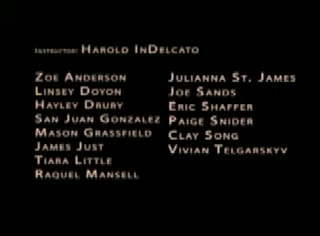 Instructor: Harold InDelcato
Zoe Anderson
Linsey Doyon
Hayley Drury
San Juan Gonzalez
Mason Grassfield
James Just
Tiara Little
Raquel Mansell
Julianna St. James
Joe Sands
Eric Shaffer
Paige Snider
Clay Song
Vivian Telgarskyv